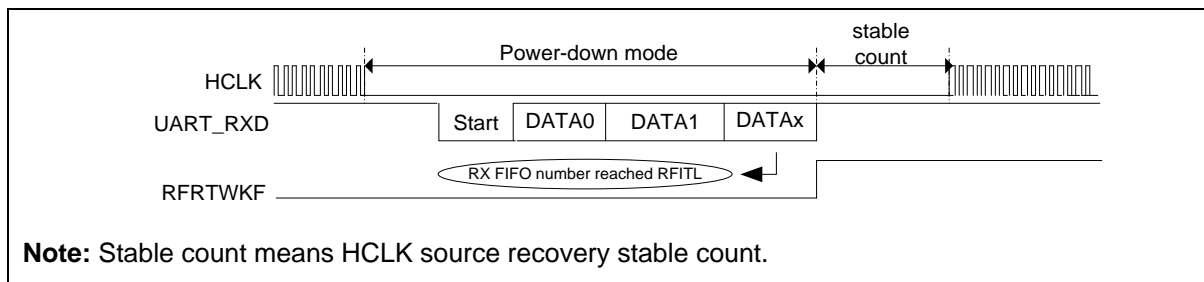 stable
count
Power-down mode
HCLK
UART_RXD
Start
DATA0
DATA1
DATAx
RX FIFO number reached RFITL
RFRTWKF
Note: Stable count means HCLK source recovery stable count.